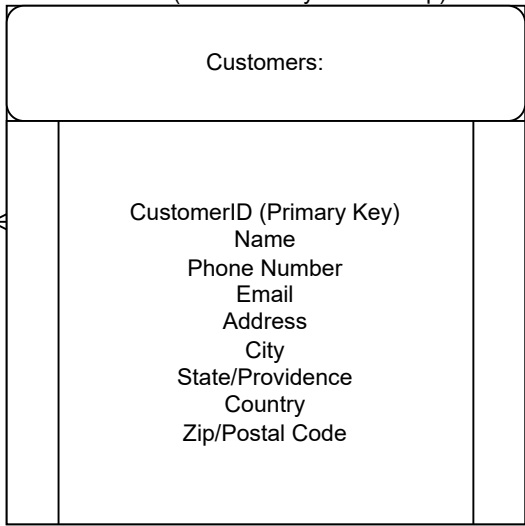 Customers:
CustomerID (Primary Key)
Name
Phone Number
Email
Address
City
State/Providence
Country
Zip/Postal Code